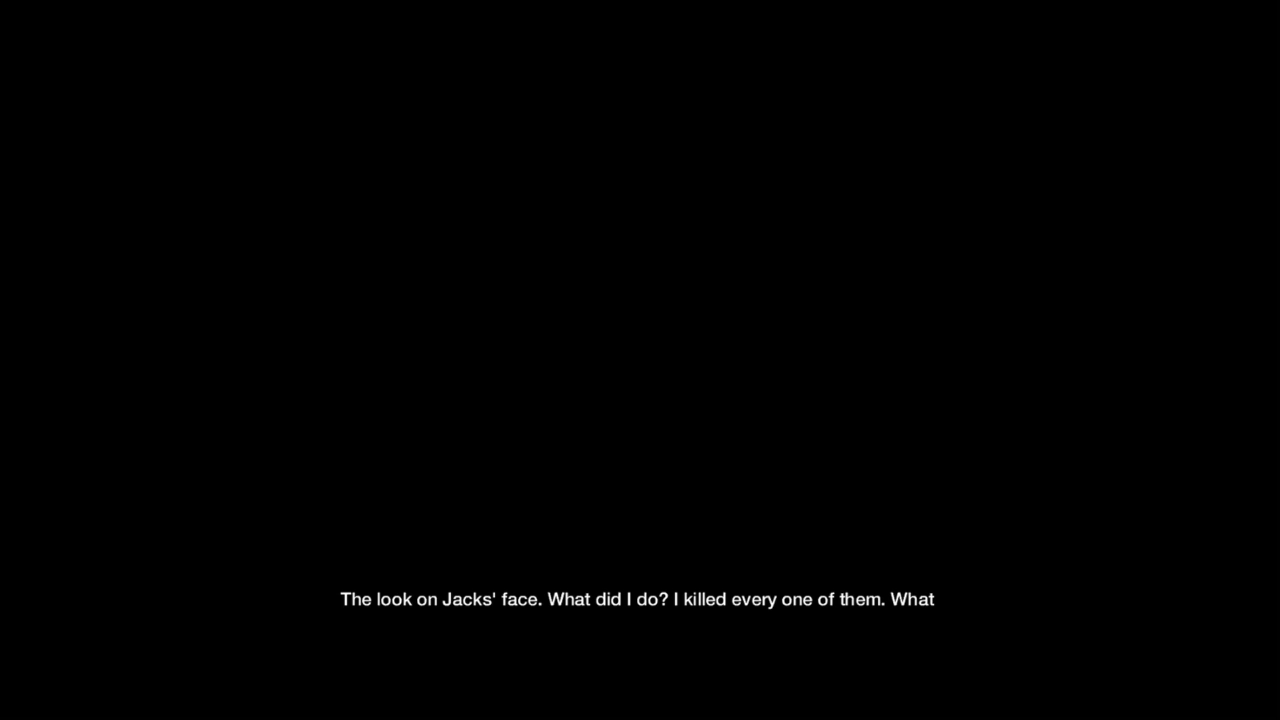 The look on Jacks' face. What did I do? I killed every one of them. What